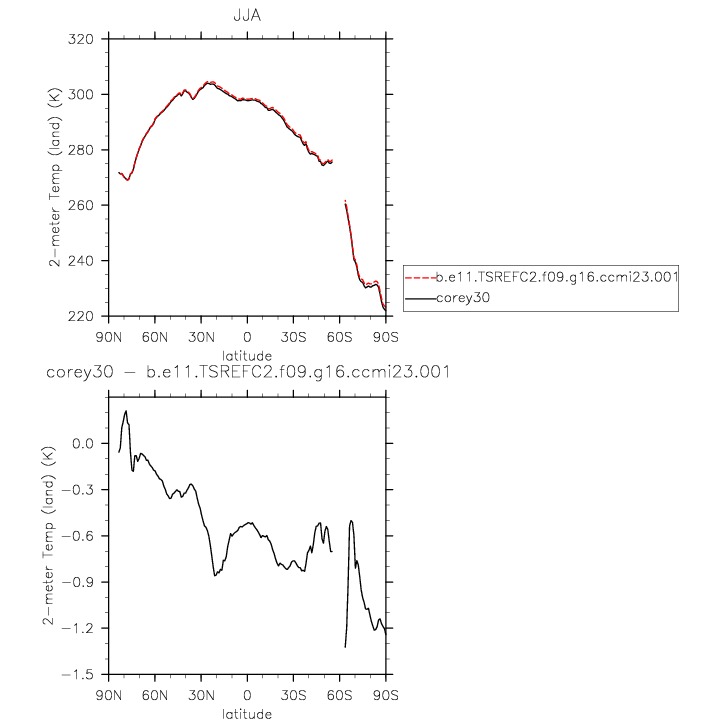 JJA
320
300
280
260
240
220
2-meter Temp (land) (K)
90N 60N 30N 0 30S 60S 90S
latitude
b.e11.TSREFC2.f09.g16.ccmi23.001
corey30
corey30 - b.e11.TSREFC2.f09.g16.ccmi23.001
0.0
-0.3
-0.6
-0.9
-1.2
-1.5
2-meter Temp (land) (K)
90N 60N 30N 0 30S 60S 90S
latitude